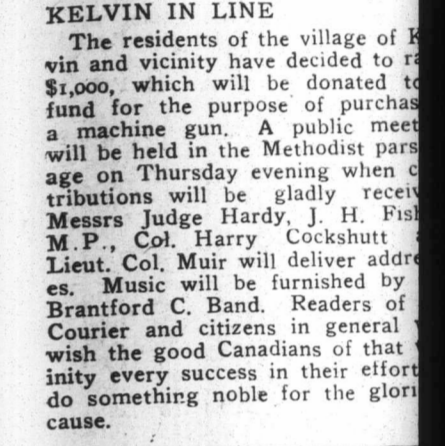 KELVIN IN LINE
The residents of the village of K
vin and vicinity have decided to ra
$1,000, which will be donated to
fund for the purpose of purchas
a machine gun. A public meet
will be held in the Methodist pars
age on Thursday evening when c
tributions will be gladly receiv
Messrs Judge Hardy, J. H. Fish
M.P., Col. Harry Cockshutt a
Lieut. Col. Muir will deliver addre
es. Music will be furnished by
Brantford C. Band. Readers of
Courier and citizens in general w
wish the good Canadians of that v
inity every success in their effort
do something noble for the glori
cause.